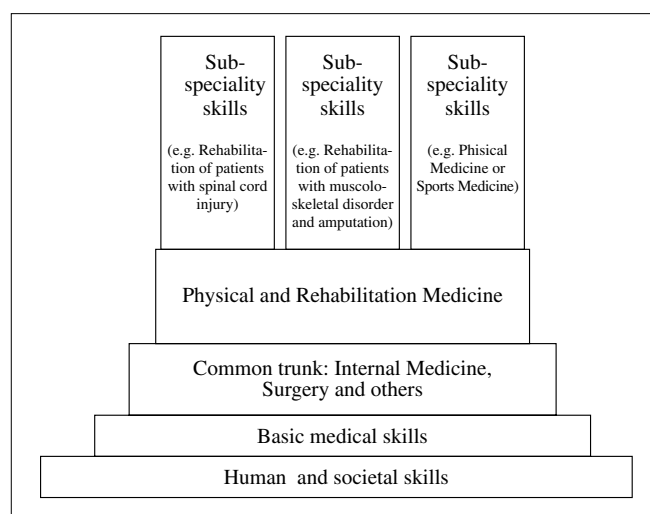 Sub-
speciality
skills
(e.g. Rehabilita-
tion of patients
with spinal cord
injury)
Sub-
speciality
skills
(e.g. Rehabilita-
tion of patients
with muscolo-
skeletal disorder
and amputation)
Sub-
speciality
skills
(e.g. Phisical
Medicine or
Sports Medicine)
Physical and Rehabilitation Medicine
Common trunk: Internal Medicine,
Surgery and others
Basic medical skills
Human and societal skills